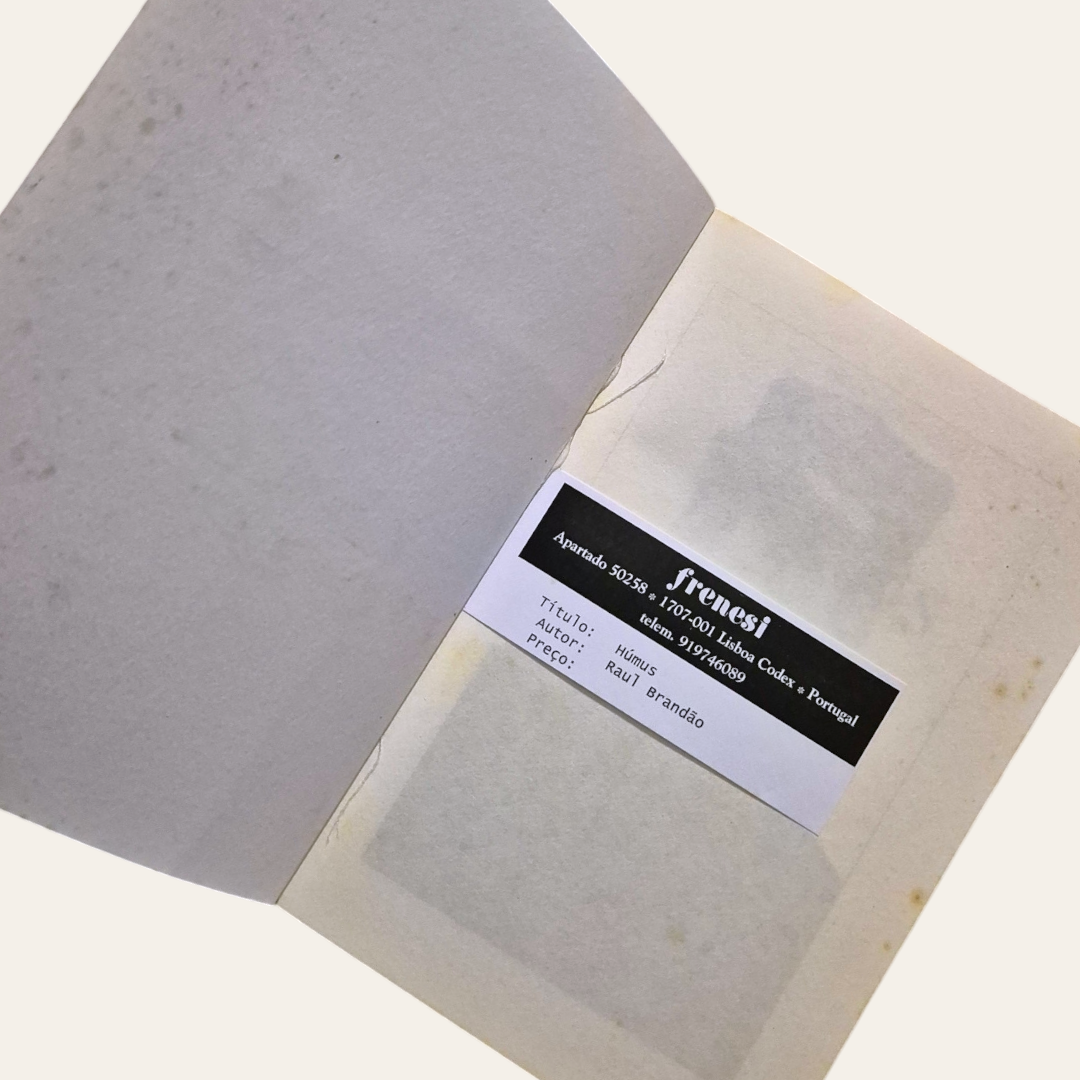 frenesi
Apartado 50258 * 1707-001 Lisboa Codex * Portugal
telem. 919746089
Título: Húmus
Autor: Raul Brandão
Preço: